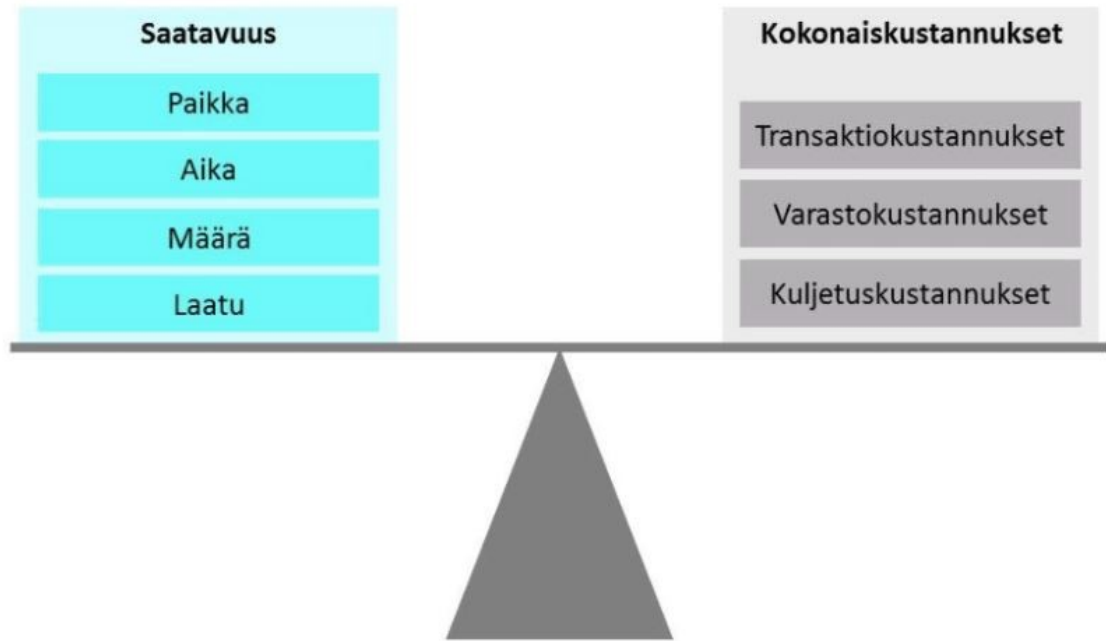 Saatavuus
Paikka
Aika
Määrä
Laatu
Kokonaiskustannukset
Transaktiokustannukset
Varastokustannukset
Kuljetuskustannukset